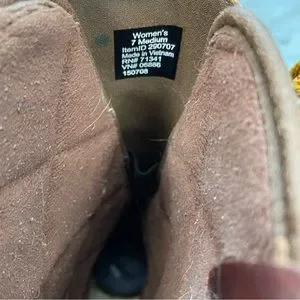 Women's
7 Medium
ItemID 290707
Made in Vietnam
RN# 71341
VN# 06886
150708